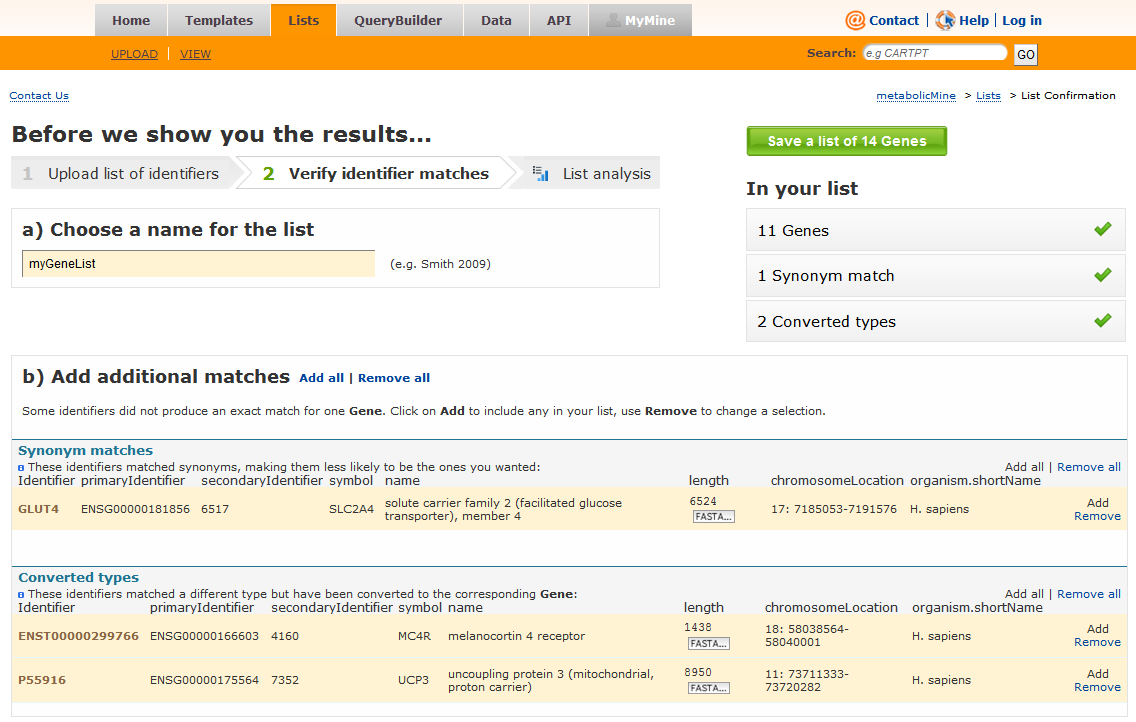 Home Templates Lists QueryBuilder Data API MyMine Contact | Help | Log in
UPLOAD | VIEW Search: e.g CARTPT GO
Contact Us metabolicMine > Lists > List Confirmation
Before we show you the results...
Save a list of 14 Genes
1 Upload list of identifiers 2 Verify identifier matches List analysis
In your list
a) Choose a name for the list
11 Genes
myGeneList (e.g. Smith 2009)
1 Synonym match
2 Converted types
b) Add additional matches Add all | Remove all
Some identifiers did not produce an exact match for one Gene. Click on Add to include any in your list, use Remove to change a selection.
Synonym matches
These identifiers matched synonyms, making them less likely to be the ones you wanted: Add all | Remove all
Identifier primaryIdentifier secondaryIdentifier symbol name length chromosomeLocation organism.shortName
GLUT4 ENSG00000181856 6517 SLC2A4 solute carrier family 2 (facilitated glucose transporter), member 4 6524 FASTA... 17: 7185053-7191576 H. sapiens Add Remove
Converted types
These identifiers matched a different type but have been converted to the corresponding Gene: Add all | Remove all
Identifier primaryIdentifier secondaryIdentifier symbol name length chromosomeLocation organism.shortName
ENST00000299766 ENSG00000166603 4160 MC4R melanocortin 4 receptor 1438 FASTA... 18: 58038564-58040001 H. sapiens Add Remove
P55916 ENSG00000175564 7352 UCP3 uncoupling protein 3 (mitochondrial, proton carrier) 8950 FASTA... 11: 73711333-73720282 H. sapiens Add Remove